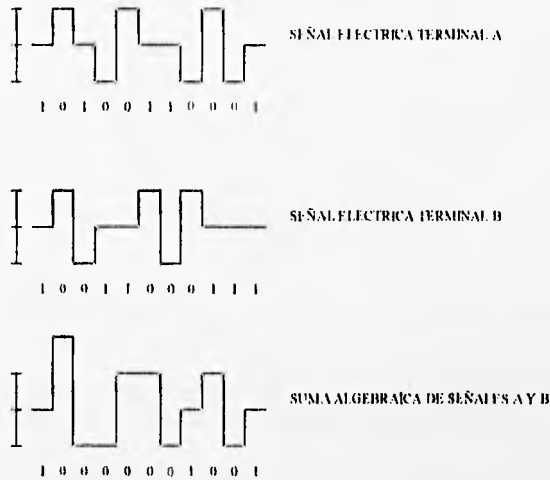 SEÑAL ELECTRICA TERMINAL A
1 0 1 0 0 1 1 0 0 0 1
SEÑAL ELECTRICA TERMINAL B
1 0 0 1 1 0 0 0 1 1 1
SUMA ALGEBRAICA DE SEÑALES A Y B
1 0 0 0 0 0 0 1 0 0 1